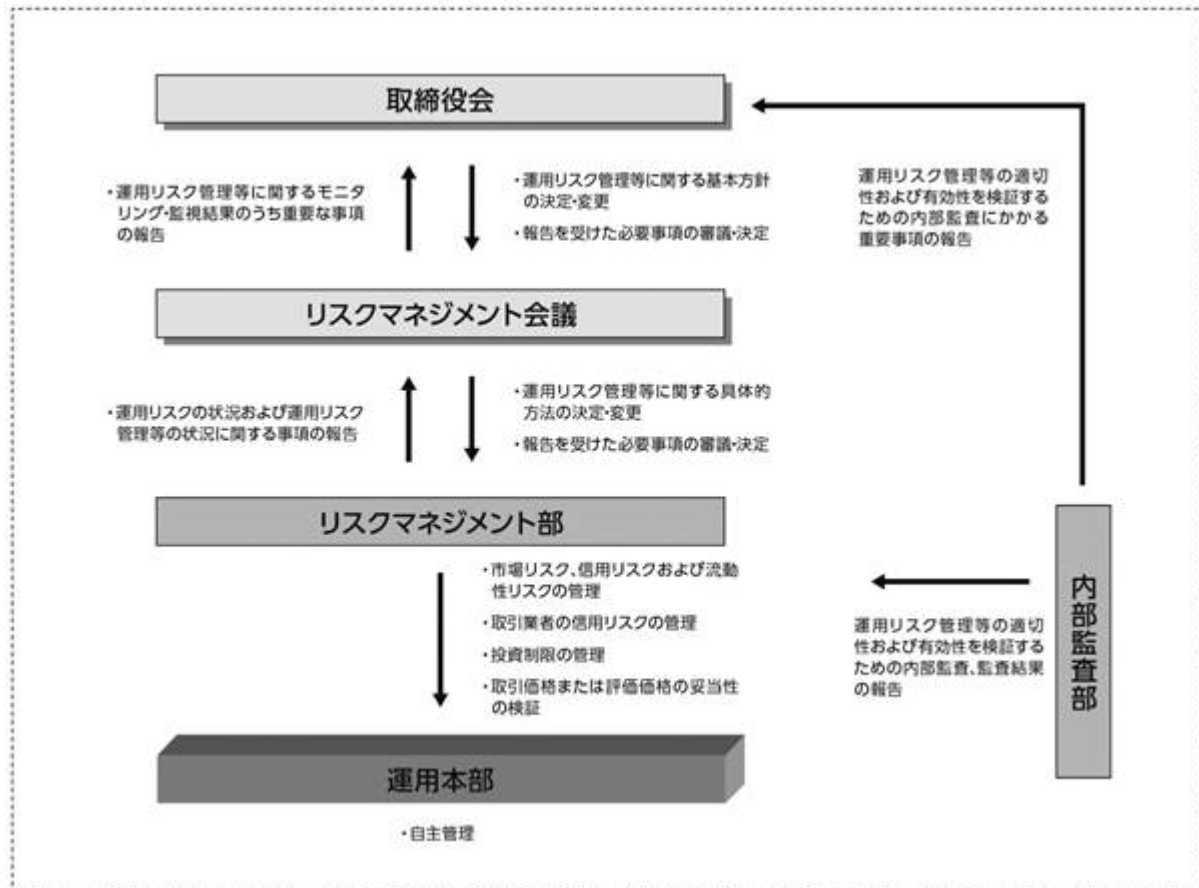 取締役会
・運用リスク管理等に関するモニタ
リング・監視結果のうち重要な事項
の報告
・運用リスク管理等に関する基本方針
の決定・変更
・報告を受けた必要事項の審議・決定
運用リスク管理等の適切
性および有効性を検証する
ための内部監査にかかる
重要事項の報告
リスクマネジメント会議
・運用リスクの状況および運用リスク
管理等の状況に関する事項の報告
・運用リスク管理等に関する具体的
方法の決定・変更
・報告を受けた必要事項の審議・決定
リスクマネジメント部
・市場リスク、信用リスクおよび流動
性リスクの管理
・取引業者の信用リスクの管理
・投資制限の管理
・取引価格または評価価格の妥当性
の検証
運用リスク管理等の適切
性および有効性を検証する
ための内部監査、監査結果
の報告
内部監査部
運用本部
・自主管理